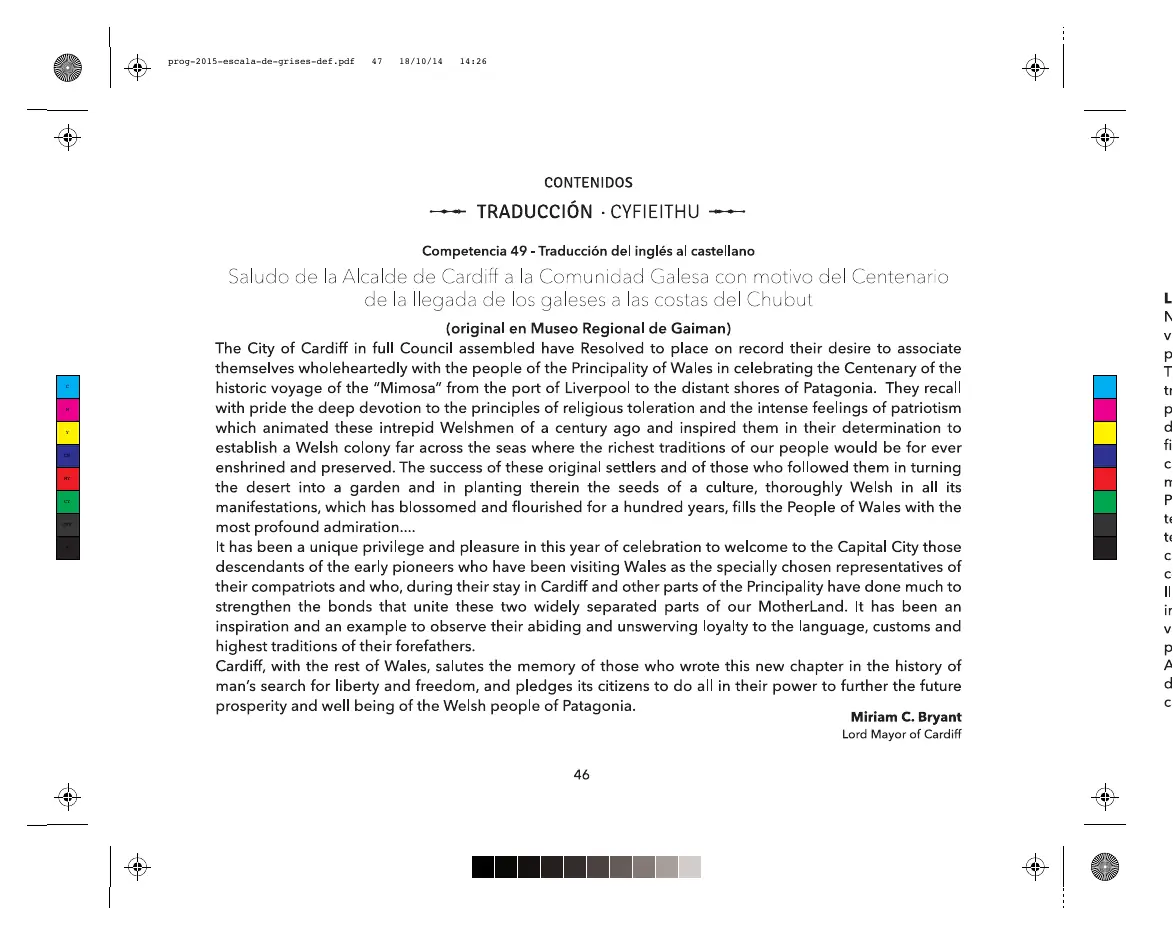 prog-2015-escala-de-grises-def.pdf 47 18/10/14 14:26
CONTENIDOS
TRADUCCIÓN · CYFIEITHU
Competencia 49 - Traducción del inglés al castellano
Saludo de la Alcalde de Cardiff a la Comunidad Galesa con motivo del Centenario
de la llegada de los galeses a las costas del Chubut
(original en Museo Regional de Gaiman)
The City of Cardiff in full Council assembled have Resolved to place on record their desire to associate
themselves wholeheartedly with the people of the Principality of Wales in celebrating the Centenary of the
historic voyage of the “Mimosa” from the port of Liverpool to the distant shores of Patagonia. They recall
with pride the deep devotion to the principles of religious toleration and the intense feelings of patriotism
which animated these intrepid Welshmen of a century ago and inspired them in their determination to
establish a Welsh colony far across the seas where the richest traditions of our people would be for ever
enshrined and preserved. The success of these original settlers and of those who followed them in turning
the desert into a garden and in planting therein the seeds of a culture, thoroughly Welsh in all its
manifestations, which has blossomed and flourished for a hundred years, fills the People of Wales with the
most profound admiration....
It has been a unique privilege and pleasure in this year of celebration to welcome to the Capital City those
descendants of the early pioneers who have been visiting Wales as the specially chosen representatives of
their compatriots and who, during their stay in Cardiff and other parts of the Principality have done much to
strengthen the bonds that unite these two widely separated parts of our MotherLand. It has been an
inspiration and an example to observe their abiding and unswerving loyalty to the language, customs and
highest traditions of their forefathers.
Cardiff, with the rest of Wales, salutes the memory of those who wrote this new chapter in the history of
man’s search for liberty and freedom, and pledges its citizens to do all in their power to further the future
prosperity and well being of the Welsh people of Patagonia.
Miriam C. Bryant
Lord Mayor of Cardiff
46